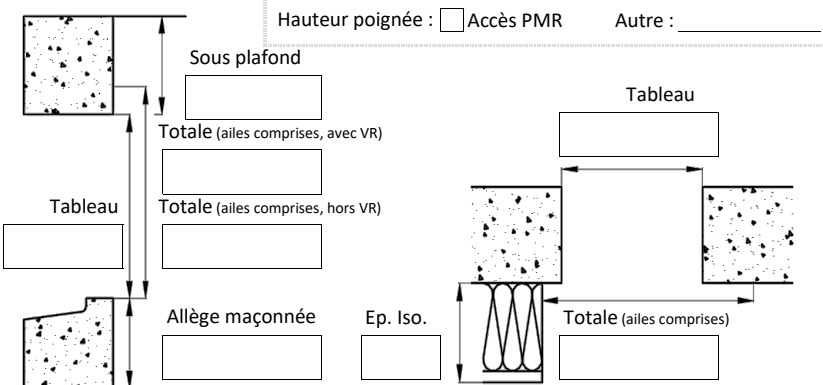 Hauteur poignée : Accès PMR Autre :
Sous plafond
Tableau
Totale (ailes comprises, avec VR)
Tableau
Totale (ailes comprises, hors VR)
Allège maçonnée
Ep. Iso.
Totale (ailes comprises)